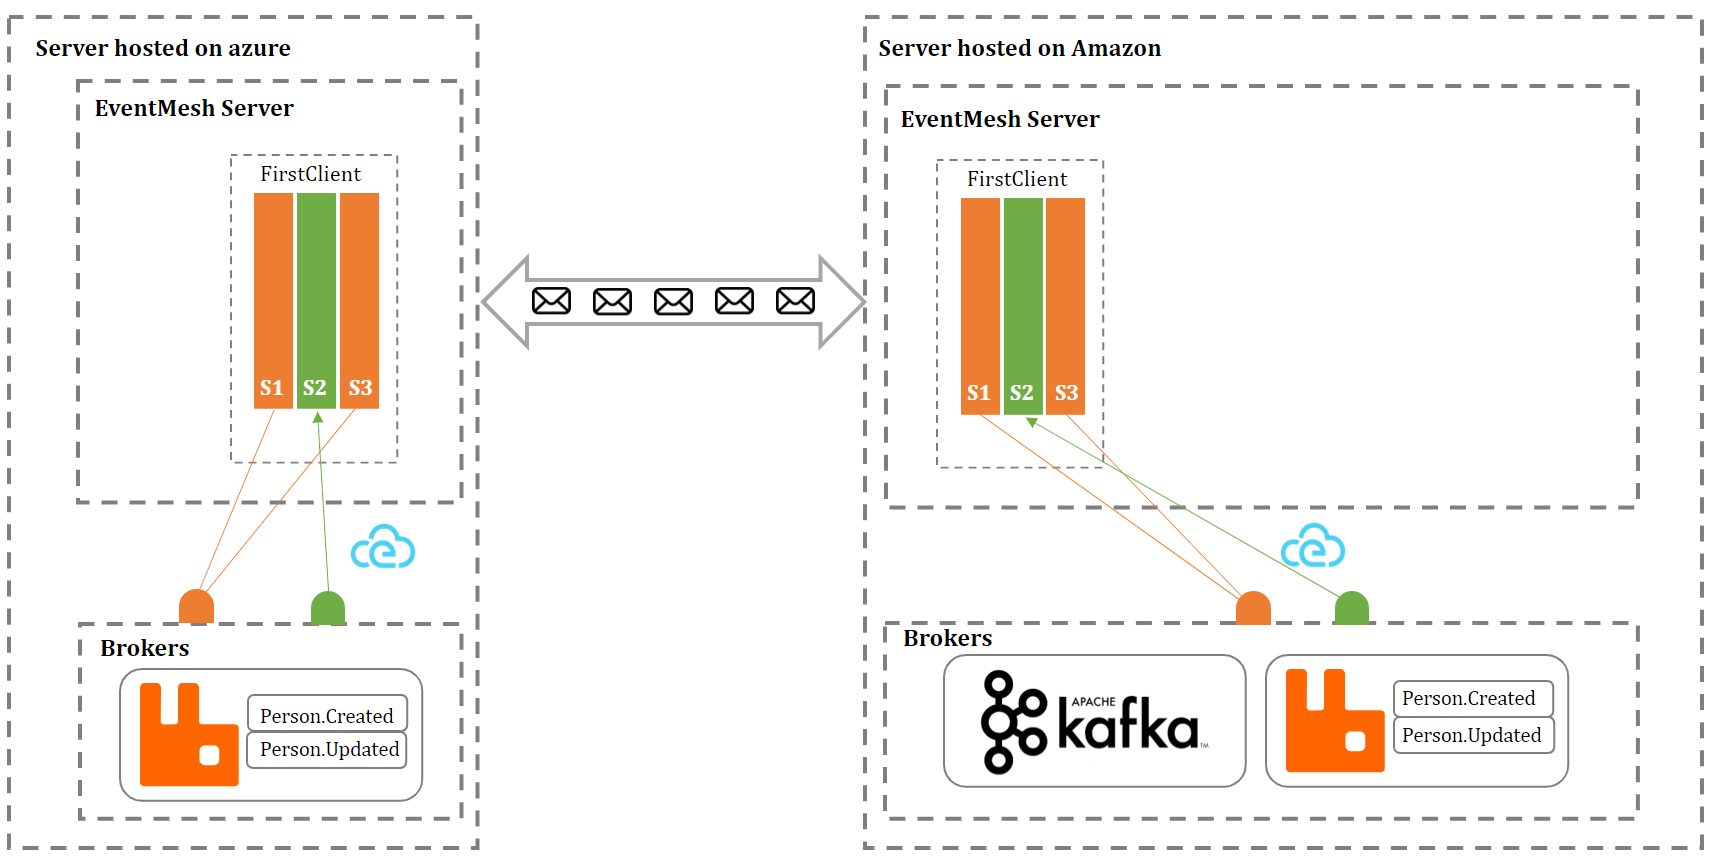 Server hosted on azure
EventMesh Server
FirstClient
S1 S2 S3
Brokers
Person.Created
Person.Updated
Server hosted on Amazon
EventMesh Server
FirstClient
S1 S2 S3
Brokers
APACHE
kafka™
Person.Created
Person.Updated